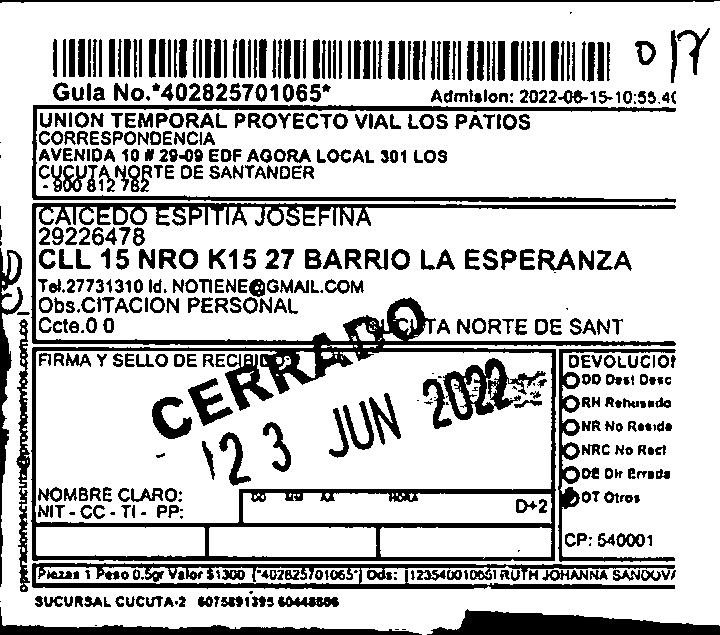 017
Guia No.*402825701065*
Admision: 2022-06-15-10:55.40
UNION TEMPORAL PROYECTO VIAL LOS PATIOS
CORRESPONDENCIA
AVENIDA 10 # 29-09 EDF AGORA LOCAL 301 LOS
CUCUTA NORTE DE SANTANDER
- 900 812 782
CAICEDO ESPITIA JOSEFINA
29226478
CLL 15 NRO K15 27 BARRIO LA ESPERANZA
Tel.27731310 Id. NOTIENE@GMAIL.COM
Obs.CITACION PERSONAL
Ccte.0 0 CUCUTA NORTE DE SANT
FIRMA Y SELLO DE RECIBIDO:
CERRADO
23 JUN 2022
DEVOLUCION
DD Dest Desc
RH Rehusado
NR No Reside
NRC No Recl
DE Dir Errada
OT Otros
NOMBRE CLARO:
NIT - CC - TI - PP:
DD MM AA HORA
D+2
CP: 540001
Piezas 1 Peso 0.5gr Valor $1300 (*402825701065*) Ods: RUTH JOHANNA SANDOVA
SUCURSAL CUCUTA-2
operacionescucuta@prontoenvios.com.co